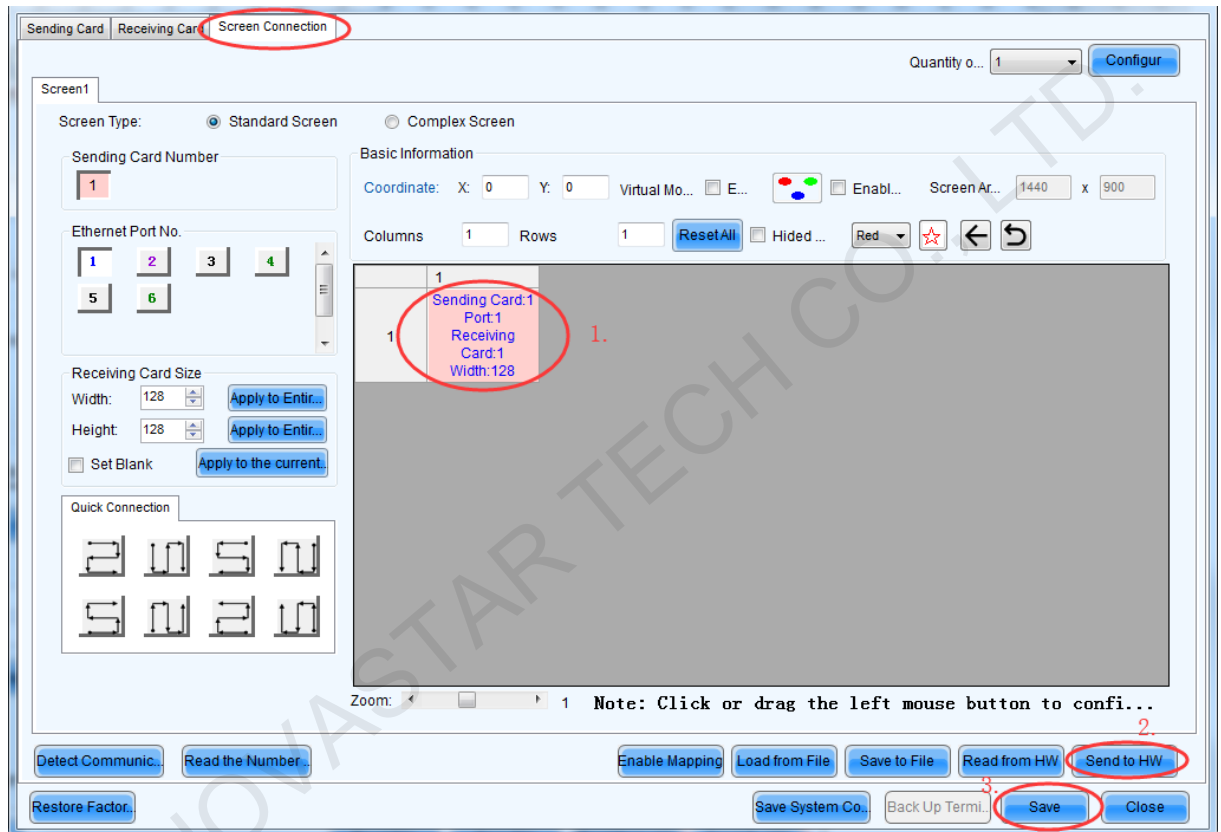 Sending Card Receiving Card Screen Connection
Quantity o... 1 Configur
Screen1
Screen Type: Standard Screen Complex Screen
Sending Card Number
1
Basic Information
Coordinate: X: 0 Y: 0 Virtual Mo... E... Enabl... Screen Ar... 1440 x 900
Ethernet Port No.
Columns 1 Rows 1 Reset All Hided ... Red
1 2 3 4
5 6
1
1
Sending Card:1
Port:1
Receiving
Card:1
Width:128
1.
Receiving Card Size
Width: 128 Apply to Entir...
Height: 128 Apply to Entir...
Set Blank Apply to the current..
Quick Connection
Zoom: 1 Note: Click or drag the left mouse button to confi...
2.
Detect Communic... Read the Number .. Enable Mapping Load from File Save to File Read from HW Send to HW
3.
Restore Factor... Save System Co... Back Up Termi... Save Close
NOVASTAR TECH CO., LTD.